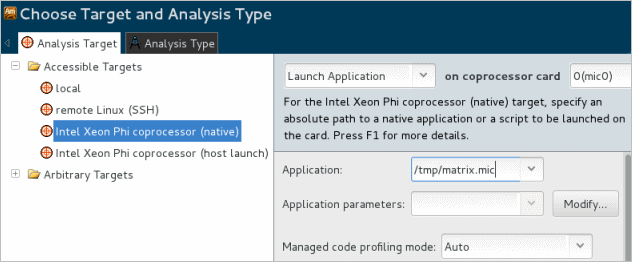 Choose Target and Analysis Type
Analysis Target
Analysis Type
Accessible Targets
local
remote Linux (SSH)
Intel Xeon Phi coprocessor (native)
Intel Xeon Phi coprocessor (host launch)
Arbitrary Targets
Launch Application on coprocessor card 0(mic0)
For the Intel Xeon Phi coprocessor (native) target, specify an
absolute path to a native application or a script to be launched on
the card. Press F1 for more details.
Application: /tmp/matrix.mic
Application parameters: Modify...
Managed code profiling mode: Auto